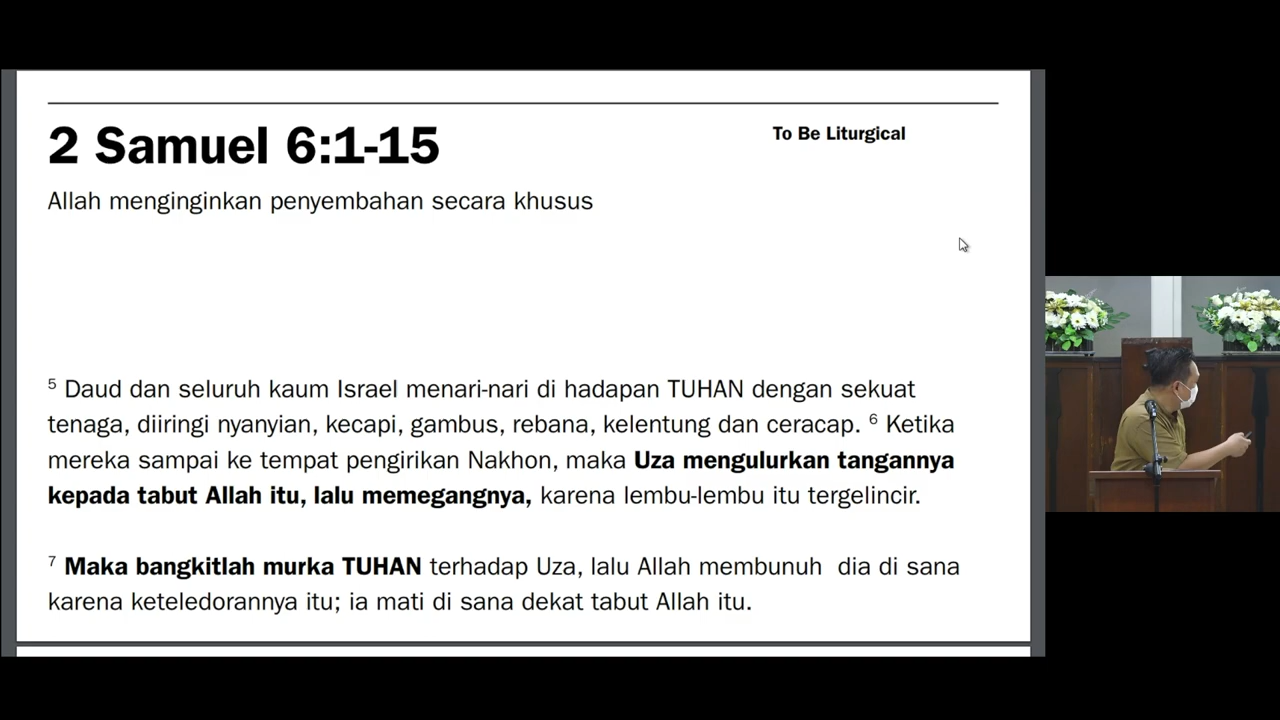 2 Samuel 6:1-15
To Be Liturgical
Allah menginginkan penyembahan secara khusus
5 Daud dan seluruh kaum Israel menari-nari di hadapan TUHAN dengan sekuat
tenaga, diiringi nyanyian, kecapi, gambus, rebana, kelentung dan ceracap. 6 Ketika
mereka sampai ke tempat pengirikan Nakhon, maka Uza mengulurkan tangannya
kepada tabut Allah itu, lalu memegangnya, karena lembu-lembu itu tergelincir.
7 Maka bangkitlah murka TUHAN terhadap Uza, lalu Allah membunuh  dia di sana
karena keteledorannya itu; ia mati di sana dekat tabut Allah itu.